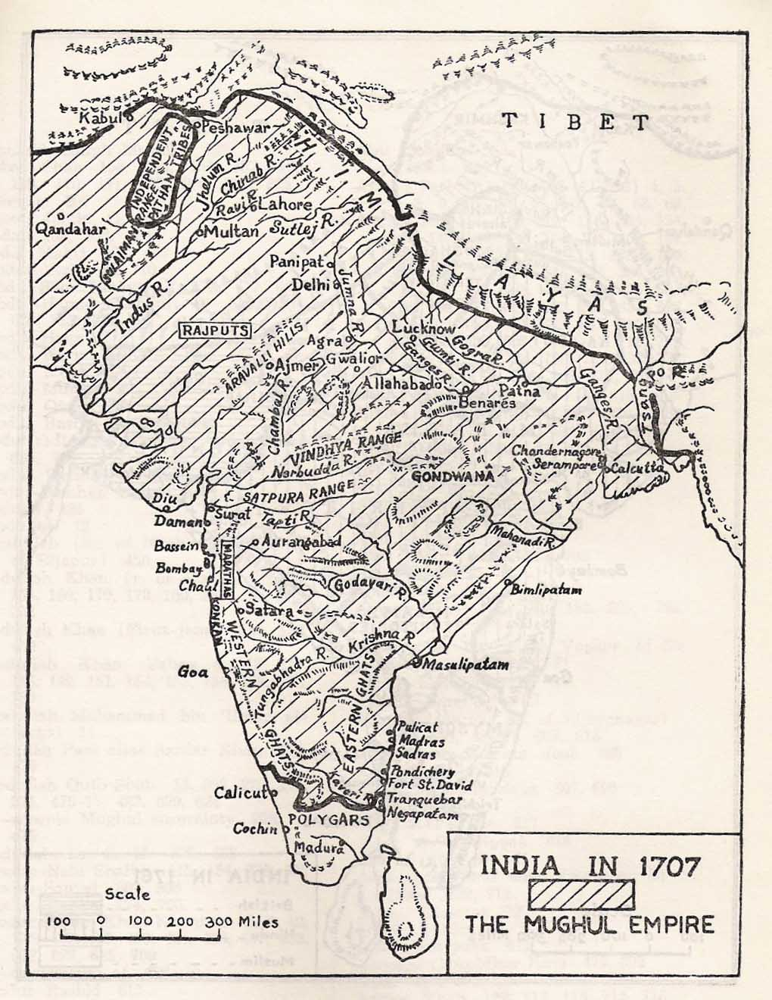 TIBET
Kabul
Peshawar
INDEPENDENT
PATHAN TRIBES
SULAIMAN RANGE
Jhelum R.
Chinab R.
Ravi R.
Lahore
Qandahar
Multan
Sutlej R.
HIMALAYAS
Panipat
Delhi
Jumna R.
Indus R.
RAJPUTS
ARAVALLI HILLS
Agra
Lucknow
Gogra R.
Gumti R.
Ganges R.
Ajmer
Gwalior
Chambal R.
Allahabad
Benares
Patna
Ganges R.
Tsangpo R.
VINDHYA RANGE
Narbudda R.
Chandernagore
Serampore
Calcutta
GONDWANA
SATPURA RANGE
Diu
Daman
Surat
Tapti R.
Mahanadi R.
Bassein
Aurangabad
MARATHAS
Bombay
Chaul
Godavari R.
Bimlipatam
KONKAN
Satara
WESTERN GHATS
Krishna R.
Goa
Tungabhadra R.
EASTERN GHATS
Masulipatam
Pulicat
Madras
Sadras
Pondichery
Fort St. David
Kaveri R.
Tranquebar
Negapatam
Calicut
POLYGARS
Cochin
Madura
INDIA IN 1707
THE MUGHUL EMPIRE
Scale
100 0 100 200 300 Miles